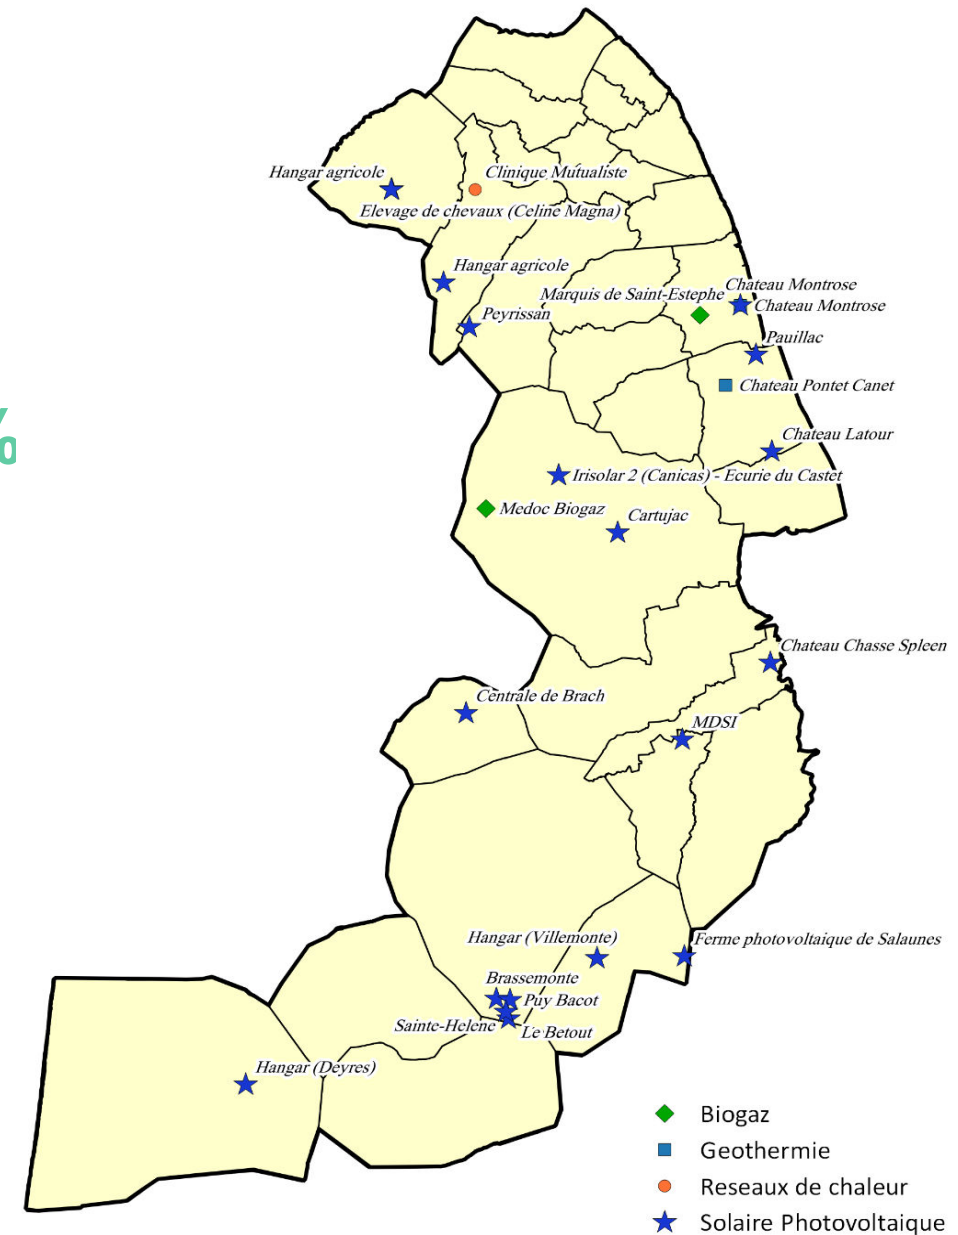 Hangar agricole
Clinique Mutualiste
Elevage de chevaux (Celine Magna)
Hangar agricole
Chateau Montrose
Marquis de Saint-Estephe
Chateau Montrose
Peyrissan
Pauillac
Chateau Pontet Canet
%
Chateau Latour
Irisolar 2 (Canicas) - Ecurie du Castet
Medoc Biogaz
Cartujac
Chateau Chasse Spleen
Centrale de Brach
MDSI
Hangar (Villemonte)
Ferme photovoltaique de Salaunes
Brassemonte
Puy Bacot
Sainte-Helene
Le Betout
Hangar (Deyres)
Biogaz
Geothermie
Reseaux de chaleur
Solaire Photovoltaique